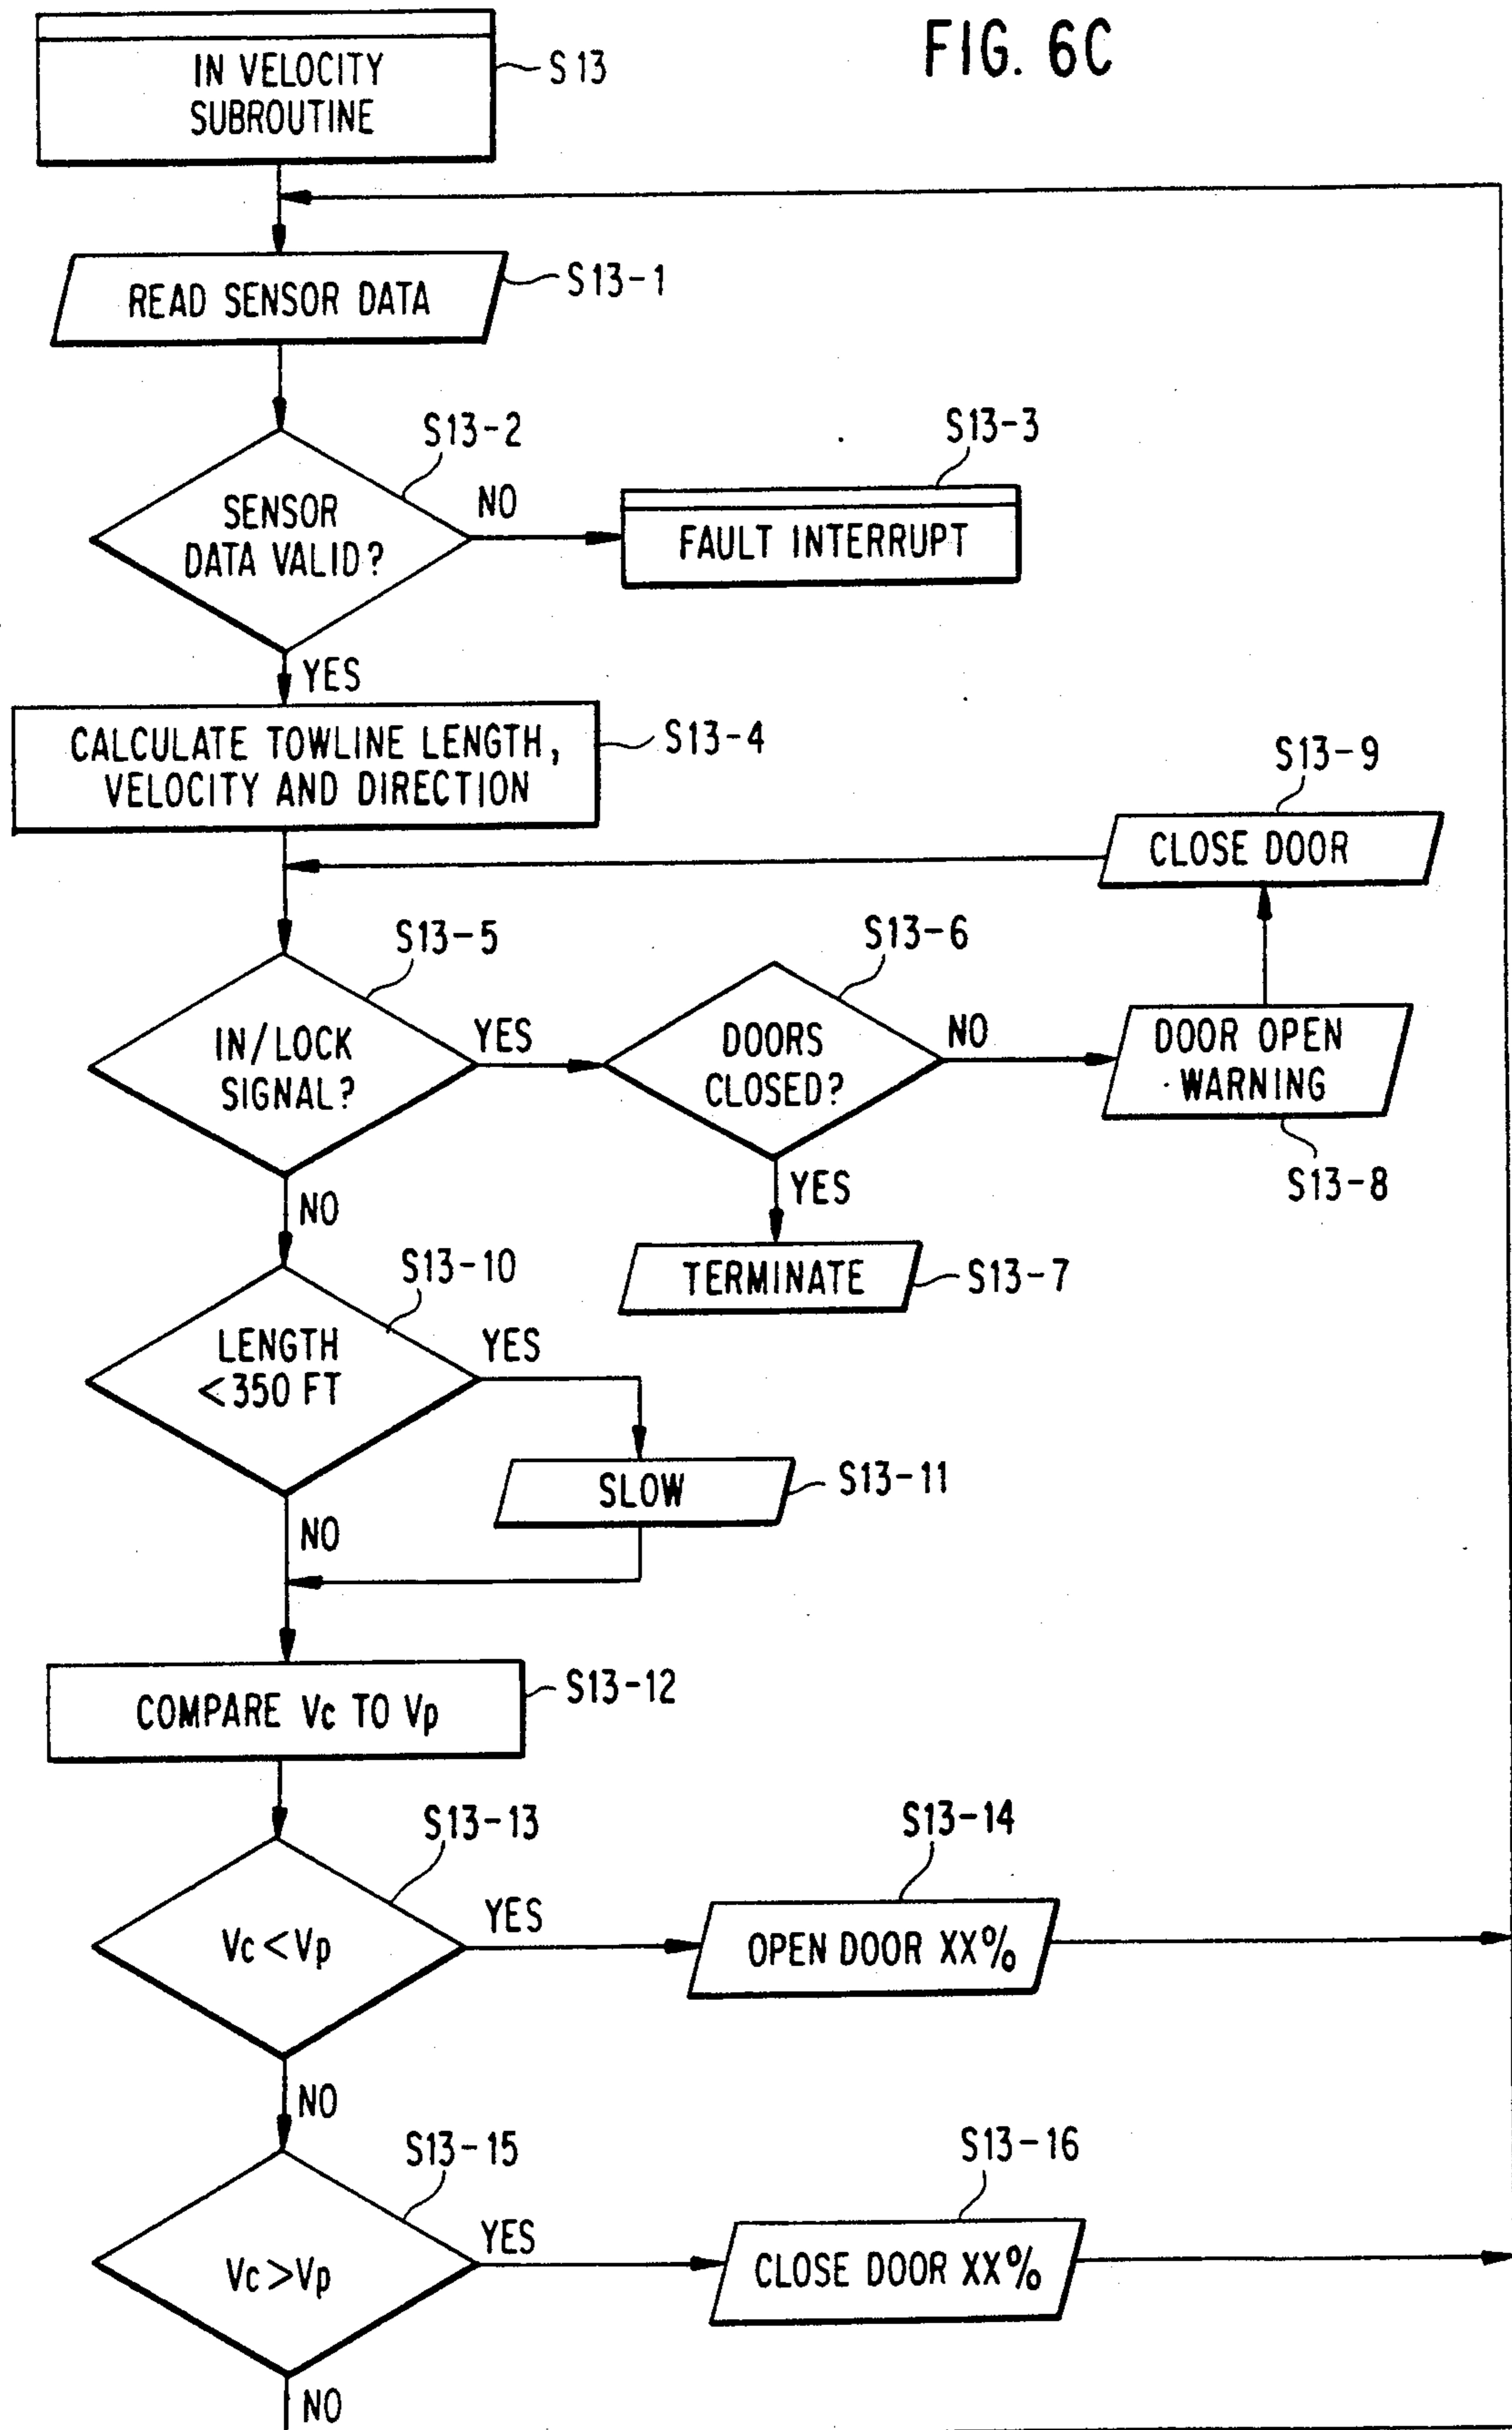 FIG. 6C
IN VELOCITY
SUBROUTINE
S13
READ SENSOR DATA
S13-1
S13-2
SENSOR
DATA VALID?
NO
S13-3
FAULT INTERRUPT
YES
CALCULATE TOWLINE LENGTH,
VELOCITY AND DIRECTION
S13-4
S13-9
CLOSE DOOR
S13-5
IN/LOCK
SIGNAL?
YES
S13-6
DOORS
CLOSED?
NO
DOOR OPEN
WARNING
S13-8
YES
TERMINATE
S13-7
NO
S13-10
LENGTH
<350 FT
YES
SLOW
S13-11
NO
COMPARE Vc TO Vp
S13-12
S13-13
Vc<Vp
YES
S13-14
OPEN DOOR XX%
NO
S13-15
Vc>Vp
YES
S13-16
CLOSE DOOR XX%
NO